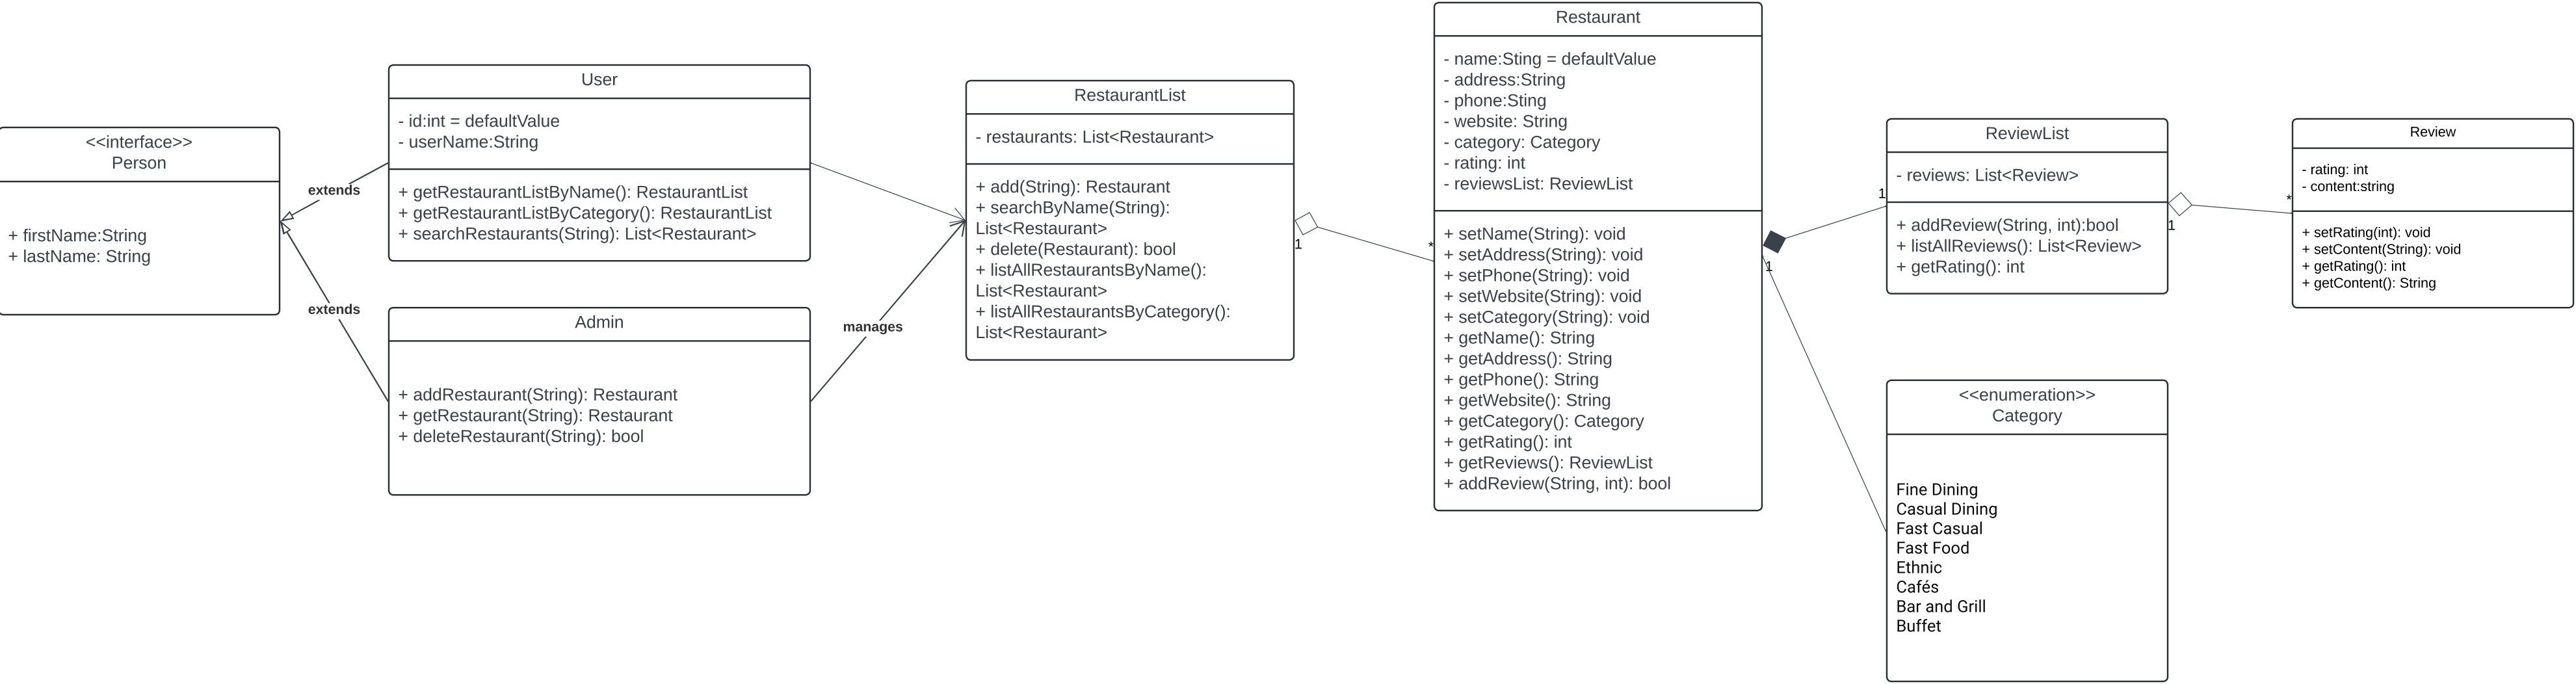 <<interface>>
Person
+ firstName:String
+ lastName: String
extends
extends
User
- id:int = defaultValue
- userName:String
+ getRestaurantListByName(): RestaurantList
+ getRestaurantListByCategory(): RestaurantList
+ searchRestaurants(String): List<Restaurant>
Admin
+ addRestaurant(String): Restaurant
+ getRestaurant(String): Restaurant
+ deleteRestaurant(String): bool
manages
RestaurantList
- restaurants: List<Restaurant>
+ add(String): Restaurant
+ searchByName(String):
List<Restaurant>
+ delete(Restaurant): bool
+ listAllRestaurantsByName():
List<Restaurant>
+ listAllRestaurantsByCategory():
List<Restaurant>
1
*
Restaurant
- name:Sting = defaultValue
- address:String
- phone:Sting
- website: String
- category: Category
- rating: int
- reviewsList: ReviewList
+ setName(String): void
+ setAddress(String): void
+ setPhone(String): void
+ setWebsite(String): void
+ setCategory(String): void
+ getName(): String
+ getAddress(): String
+ getPhone(): String
+ getWebsite(): String
+ getCategory(): Category
+ getRating(): int
+ getReviews(): ReviewList
+ addReview(String, int): bool
1
1
ReviewList
- reviews: List<Review>
+ addReview(String, int):bool
+ listAllReviews(): List<Review>
+ getRating(): int
1
*
Review
- rating: int
- content:string
+ setRating(int): void
+ setContent(String): void
+ getRating(): int
+ getContent(): String
<<enumeration>>
Category
Fine Dining
Casual Dining
Fast Casual
Fast Food
Ethnic
Cafés
Bar and Grill
Buffet